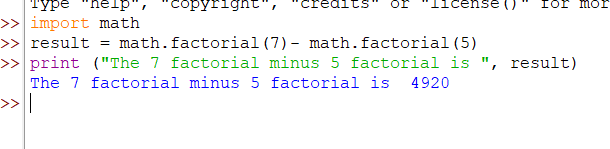 Type "help", "copyright", "credits" or "license()" for mor
>> import math
>> result = math.factorial(7)- math.factorial(5)
>> print ("The 7 factorial minus 5 factorial is ", result)
The 7 factorial minus 5 factorial is  4920
>>